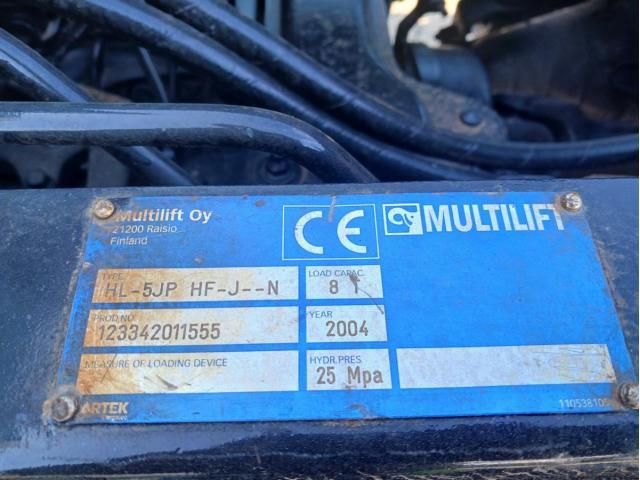 Multilift Oy
21200 Raisio
Finland
CE
MULTILIFT
TYPE
HL-5JP HF-J--N
LOAD CAPAC.
8 T
PROD.NO.
123342011555
YEAR
2004
MEASURE OF LOADING DEVICE
HYDR.PRES.
25 Mpa
ARTEK